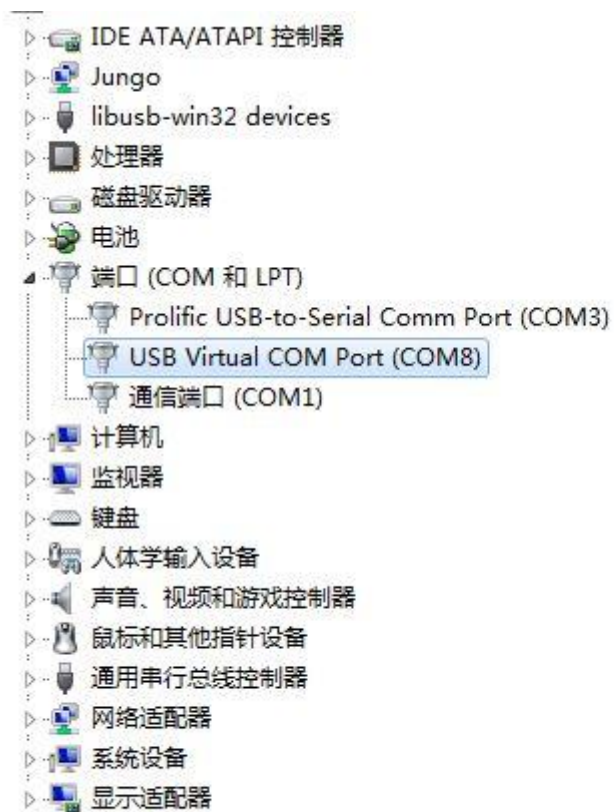 IDE ATA/ATAPI 控制器
Jungo
libusb-win32 devices
处理器
磁盘驱动器
电池
端口 (COM 和 LPT)
Prolific USB-to-Serial Comm Port (COM3)
USB Virtual COM Port (COM8)
通信端口 (COM1)
计算机
监视器
键盘
人体学输入设备
声音、视频和游戏控制器
鼠标和其他指针设备
通用串行总线控制器
网络适配器
系统设备
显示适配器